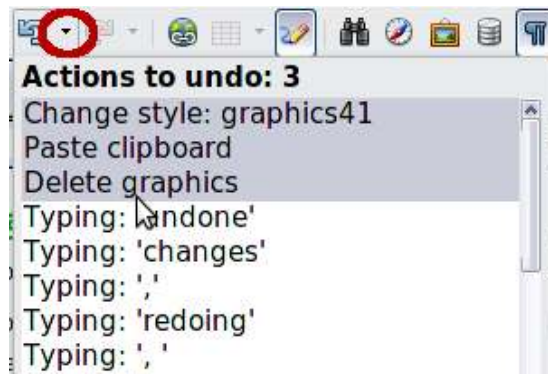 Actions to undo: 3
Change style: graphics41
Paste clipboard
Delete graphics
Typing: 'undone'
Typing: 'changes'
Typing: ','
Typing: 'redoing'
Typing: ', '